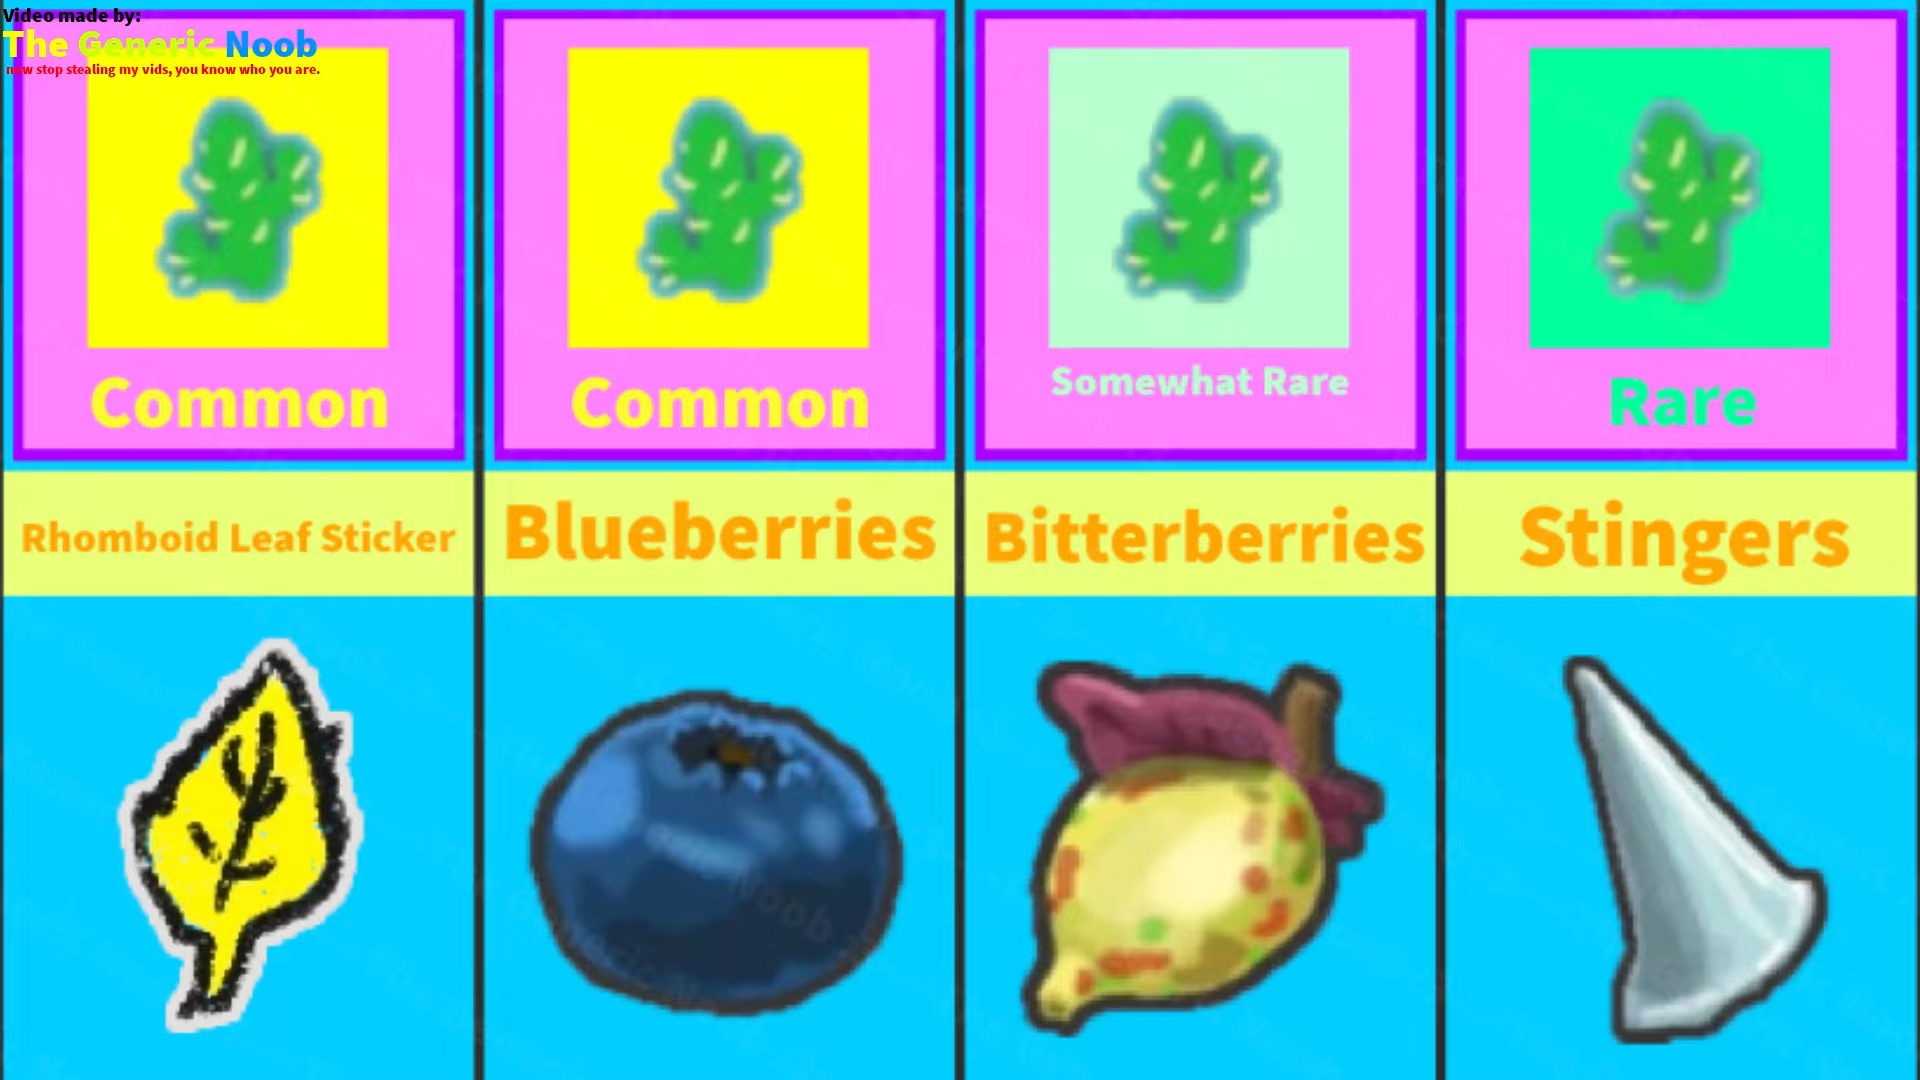 Video made by:
The Generic Noob
now stop stealing my vids, you know who you are.
Common
Common
Somewhat Rare
Rare
Rhomboid Leaf Sticker
Blueberries
Bitterberries
Stingers